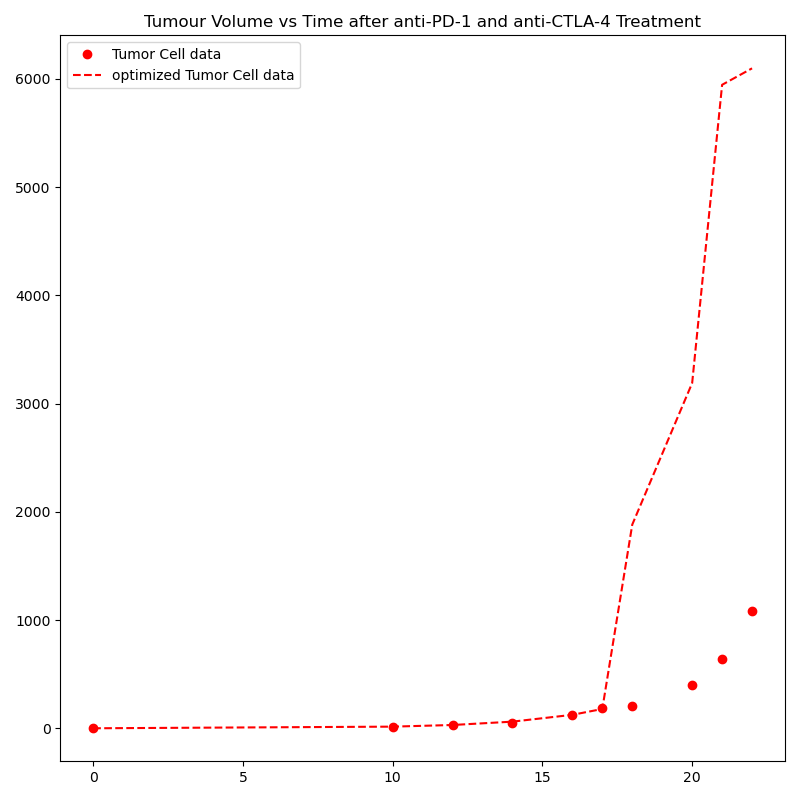 Tumour Volume vs Time after anti-PD-1 and anti-CTLA-4 Treatment
Tumor Cell data
optimized Tumor Cell data
6000
5000
4000
3000
2000
1000
0
0 5 10 15 20